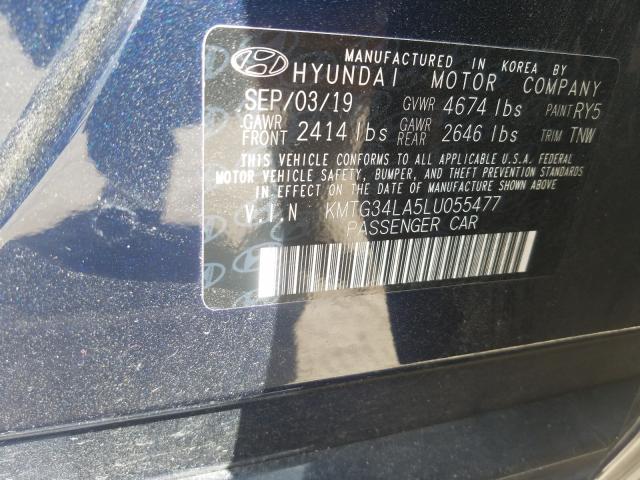 MANUFACTURED IN KOREA BY
HYUNDAI MOTOR COMPANY
SEP/03/19 GVWR 4674 lbs PAINT RY5
GAWR FRONT 2414 lbs GAWR REAR 2646 lbs TRIM TNW
THIS VEHICLE CONFORMS TO ALL APPLICABLE U.S.A. FEDERAL
MOTOR VEHICLE SAFETY, BUMPER, AND THEFT PREVENTION STANDARDS
IN EFFECT ON THE DATE OF MANUFACTURE SHOWN ABOVE
V.I.N KMTG34LA5LU055477
PASSENGER CAR